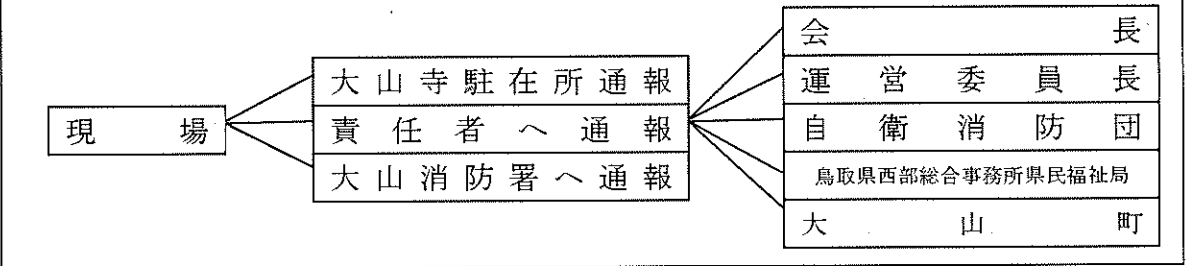 現場
大山寺駐在所通報
責任者へ通報
大山消防署へ通報
会長
運営委員長
自衛消防団
鳥取県西部総合事務所県民福祉局
大山町